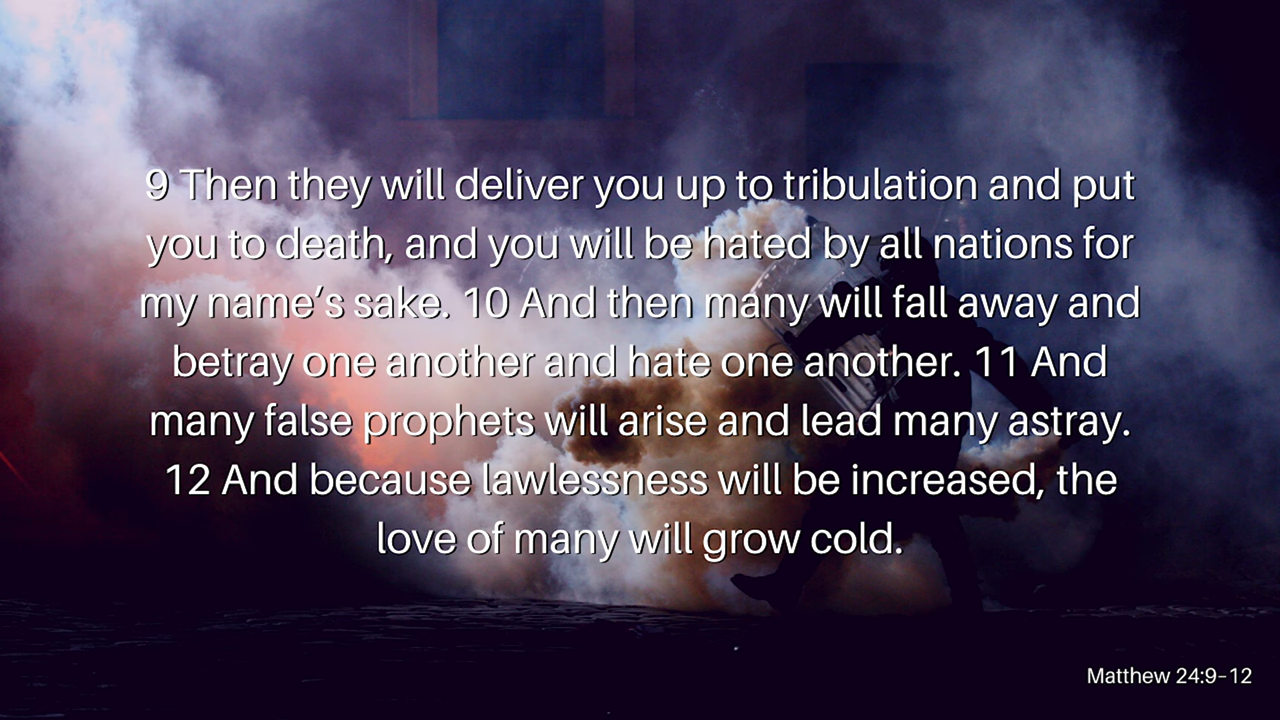 9 Then they will deliver you up to tribulation and put
you to death, and you will be hated by all nations for
my name’s sake. 10 And then many will fall away and
betray one another and hate one another. 11 And
many false prophets will arise and lead many astray.
12 And because lawlessness will be increased, the
love of many will grow cold.
Matthew 24:9–12